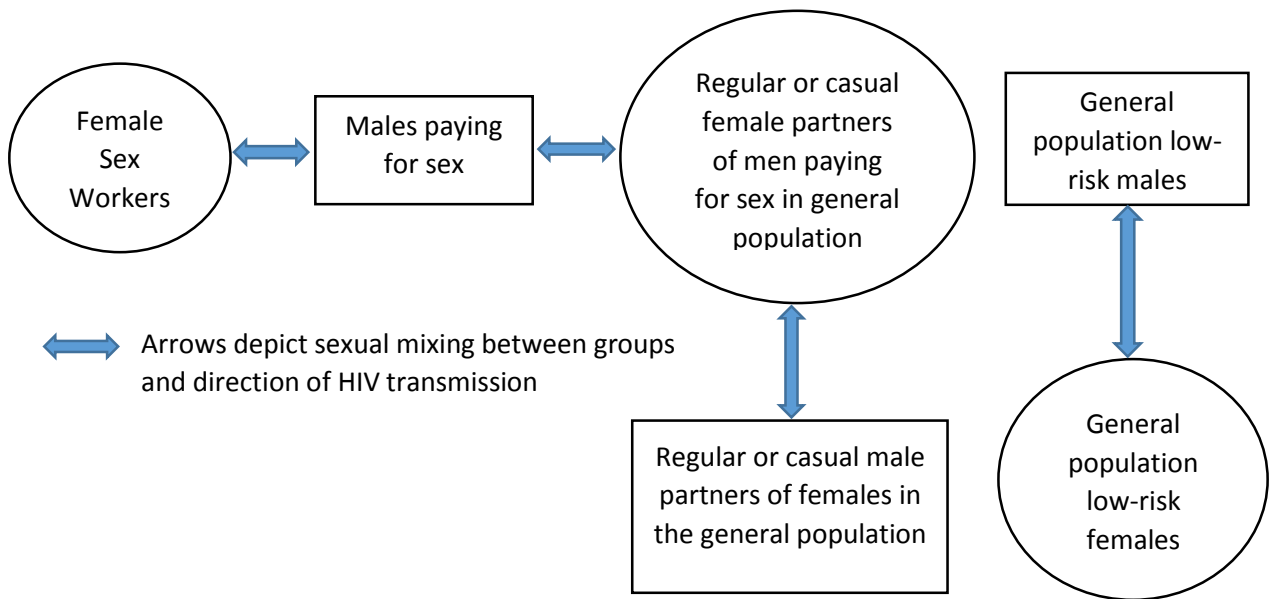 Female
Sex
Workers
Males paying
for sex
Regular or casual
female partners
of men paying
for sex in general
population
General
population low-
risk males
Arrows depict sexual mixing between groups
and direction of HIV transmission
Regular or casual male
partners of females in
the general population
General
population
low-risk
females